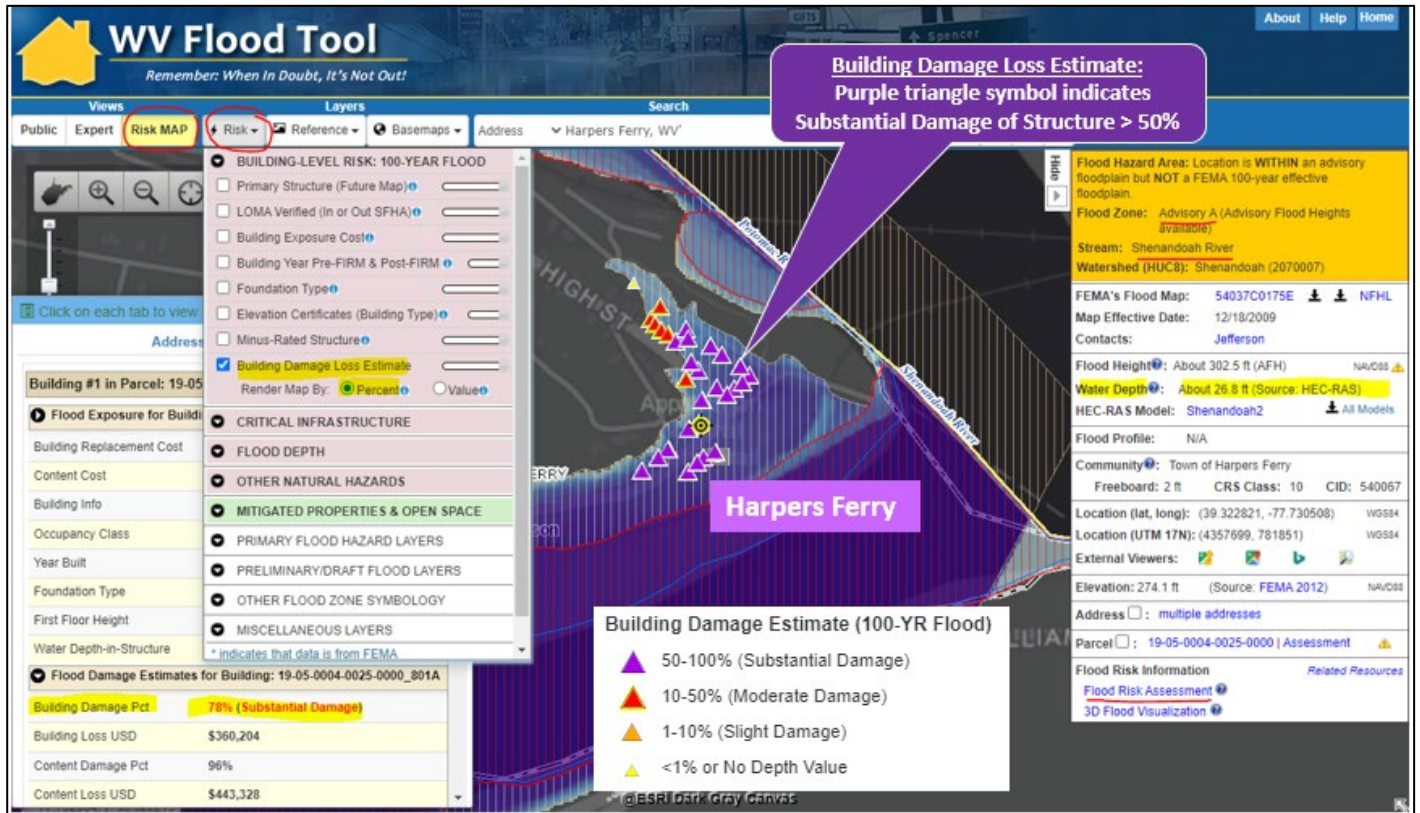 WV Flood Tool
Remember: When In Doubt, It's Not Out!
GIFTS
Spencer
About Help Home
Views
Layers
Search
Public Expert Risk MAP
Risk
Reference
Basemaps
Address
Harpers Ferry, WV'
Building Damage Loss Estimate:
Purple triangle symbol indicates
Substantial Damage of Structure > 50%
BUILDING-LEVEL RISK: 100-YEAR FLOOD
Primary Structure (Future Map)
LOMA Verified (In or Out SFHA)
Building Exposure Cost
Building Year Pre-FIRM & Post-FIRM
Foundation Type
Elevation Certificates (Building Type)
Minus-Rated Structure
Building Damage Loss Estimate
Render Map By: Percent Value
CRITICAL INFRASTRUCTURE
FLOOD DEPTH
OTHER NATURAL HAZARDS
MITIGATED PROPERTIES & OPEN SPACE
PRIMARY FLOOD HAZARD LAYERS
PRELIMINARY/DRAFT FLOOD LAYERS
OTHER FLOOD ZONE SYMBOLOGY
MISCELLANEOUS LAYERS
* indicates that data is from FEMA
Click on each tab to view
Address
Building #1 in Parcel: 19-05
Flood Exposure for Buildi
Building Replacement Cost
Content Cost
Building Info
Occupancy Class
Year Built
Foundation Type
First Floor Height
Water Depth-in-Structure
Flood Damage Estimates for Building: 19-05-0004-0025-0000_801A
Building Damage Pct 78% (Substantial Damage)
Building Loss USD $360,204
Content Damage Pct 96%
Content Loss USD $443,328
HIGH ST
Potomac
Shenandoah River
ERRY
Harpers Ferry
Building Damage Estimate (100-YR Flood)
50-100% (Substantial Damage)
10-50% (Moderate Damage)
1-10% (Slight Damage)
<1% or No Depth Value
@ESRI Dark Gray Canvas
Hide
Flood Hazard Area: Location is WITHIN an advisory
floodplain but NOT a FEMA 100-year effective
floodplain.
Flood Zone: Advisory A (Advisory Flood Heights
available)
Stream: Shenandoah River
Watershed (HUC8): Shenandoah (2070007)
FEMA's Flood Map: 54037C0175E NFHL
Map Effective Date: 12/18/2009
Contacts: Jefferson
Flood Height: About 302.5 ft (AFH) NAVD88
Water Depth: About 26.8 ft (Source: HEC-RAS)
HEC-RAS Model: Shenandoah2 All Models
Flood Profile: N/A
Community: Town of Harpers Ferry
Freeboard: 2 ft CRS Class: 10 CID: 540067
Location (lat, long): (39.322821, -77.730508) WGS84
Location (UTM 17N): (4357699, 781851) WGS84
External Viewers:
Elevation: 274.1 ft (Source: FEMA 2012) NAVD88
Address : multiple addresses
Parcel : 19-05-0004-0025-0000 | Assessment
Flood Risk Information Related Resources
Flood Risk Assessment
3D Flood Visualization